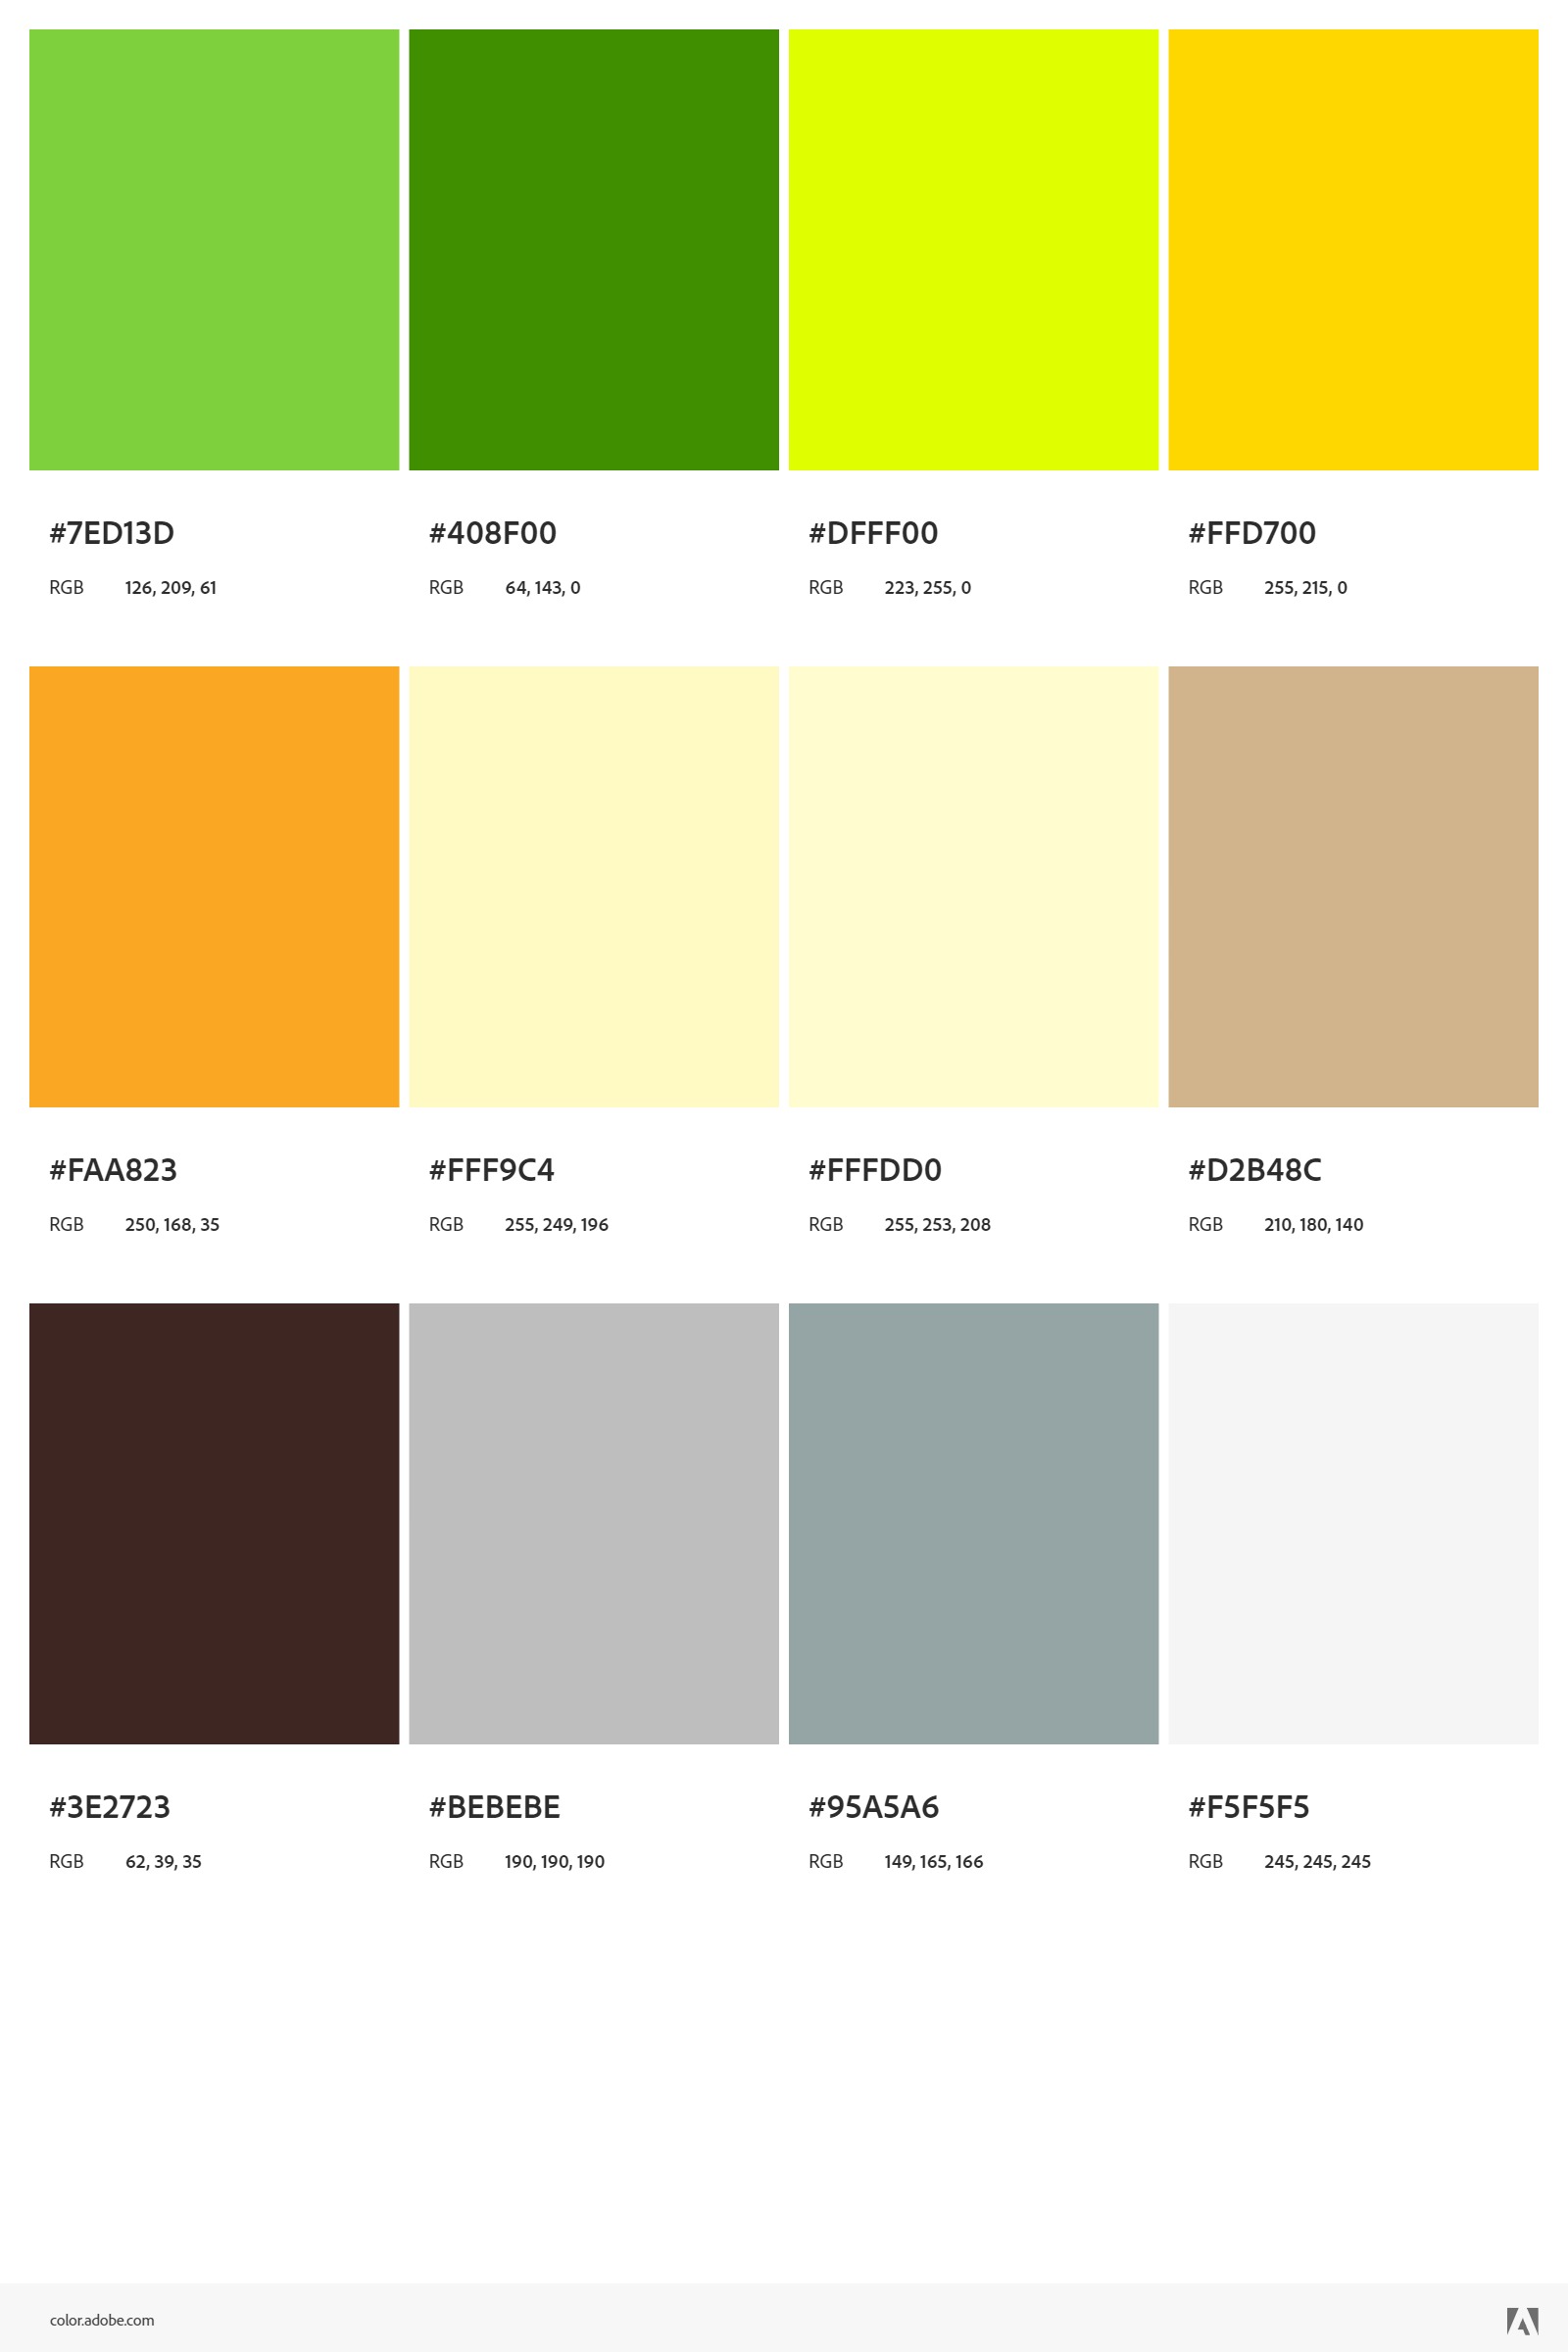 #7ED13D #408F00 #DFFF00 #FFD700
RGB 126, 209, 61 RGB 64, 143, 0 RGB 223, 255, 0 RGB 255, 215, 0
#FAA823 #FFF9C4 #FFFDD0 #D2B48C
RGB 250, 168, 35 RGB 255, 249, 196 RGB 255, 253, 208 RGB 210, 180, 140
#3E2723 #BEBEBE #95A5A6 #F5F5F5
RGB 62, 39, 35 RGB 190, 190, 190 RGB 149, 165, 166 RGB 245, 245, 245
color.adobe.com